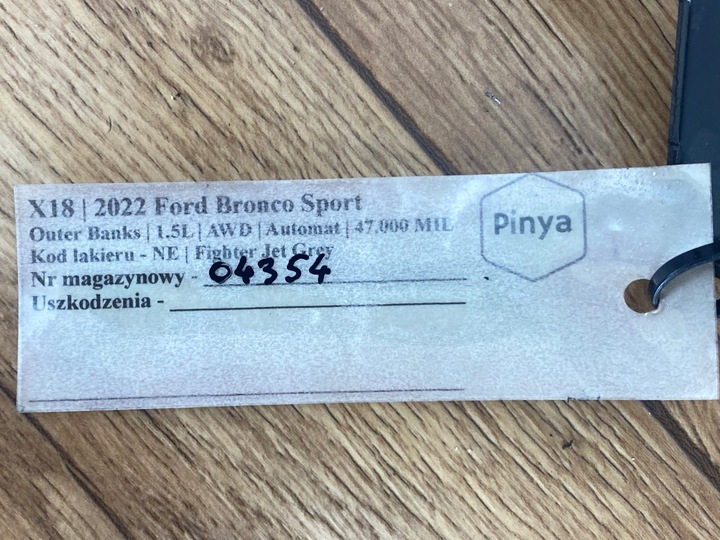 X18 | 2022 Ford Bronco Sport
Outer Banks | 1.5L | AWD | Automat | 47.000 MIL
Kod lakieru - NE | Fighter Jet Grey
Nr magazynowy - 04354
Uszkodzenia -
Pinya